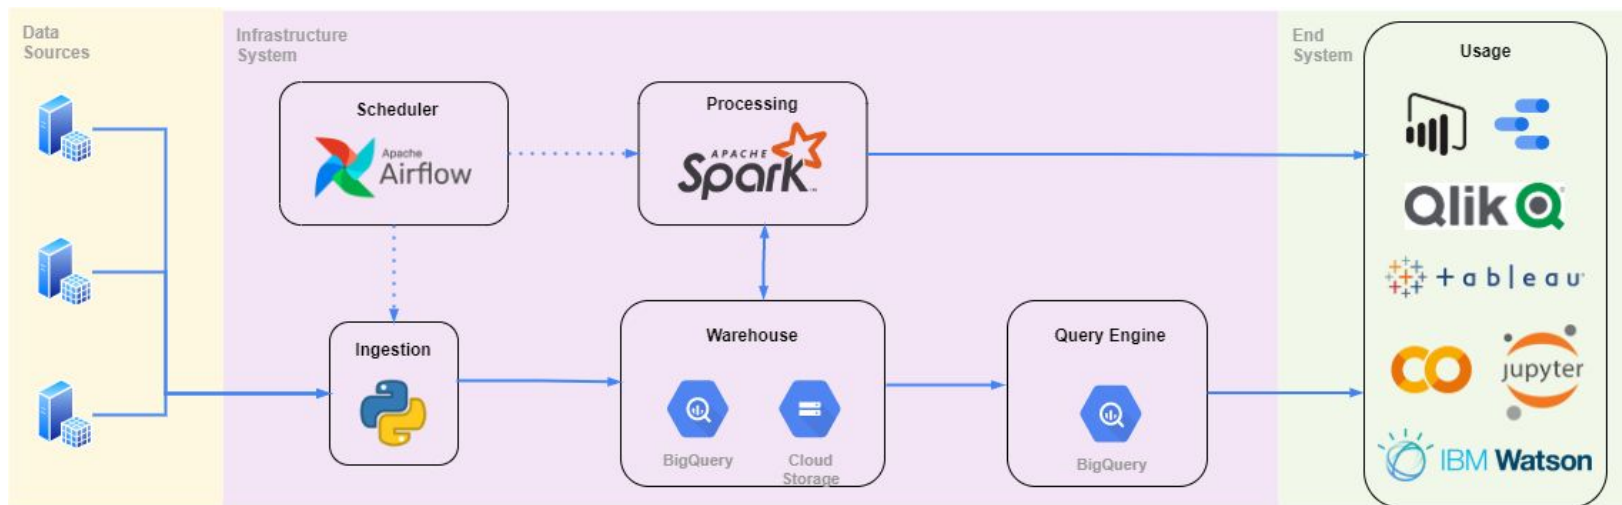 Data
Sources
Infrastructure
System
End
System
Usage
Scheduler
Apache
Airflow
Processing
APACHE
Spark
Qlik
+ableau
Ingestion
Warehouse
BigQuery
Cloud
Storage
Query Engine
BigQuery
jupyter
IBM Watson